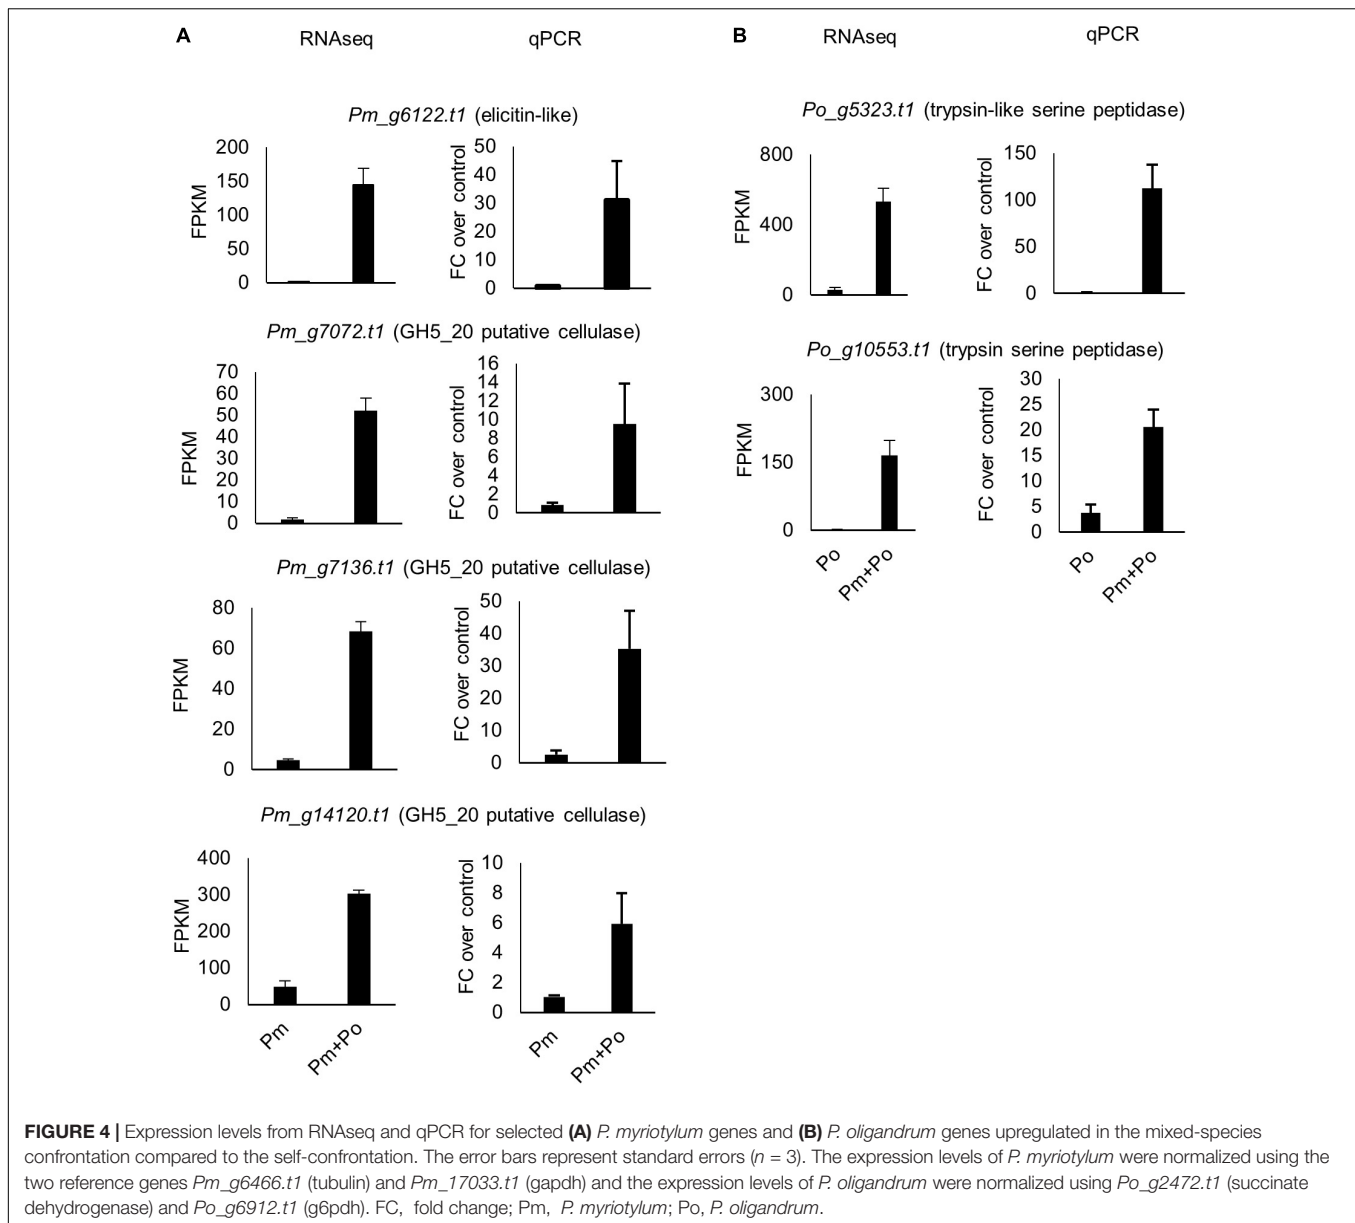 A RNAseq qPCR
B RNAseq qPCR
Pm_g6122.t1 (elicitin-like)
200
150
100
50
0
FPKM
50
40
30
20
10
0
FC over control
Pm_g7072.t1 (GH5_20 putative cellulase)
70
60
50
40
30
20
10
0
FPKM
16
14
12
10
8
6
4
2
0
FC over control
Pm_g7136.t1 (GH5_20 putative cellulase)
80
60
40
20
0
FPKM
50
40
30
20
10
0
FC over control
Pm_g14120.t1 (GH5_20 putative cellulase)
400
300
200
100
0
FPKM
Pm
Pm+Po
10
8
6
4
2
0
FC over control
Pm
Pm+Po
Po_g5323.t1 (trypsin-like serine peptidase)
800
400
0
FPKM
150
100
50
0
FC over control
Po_g10553.t1 (trypsin serine peptidase)
300
150
0
FPKM
Po
Pm+Po
30
25
20
15
10
5
0
FC over control
Po
Pm+Po
FIGURE 4 | Expression levels from RNAseq and qPCR for selected (A) P. myriotylum genes and (B) P. oligandrum genes upregulated in the mixed-species
confrontation compared to the self-confrontation. The error bars represent standard errors (n = 3). The expression levels of P. myriotylum were normalized using the
two reference genes Pm_g6466.t1 (tubulin) and Pm_17033.t1 (gapdh) and the expression levels of P. oligandrum were normalized using Po_g2472.t1 (succinate
dehydrogenase) and Po_g6912.t1 (g6pdh). FC, fold change; Pm, P. myriotylum; Po, P. oligandrum.